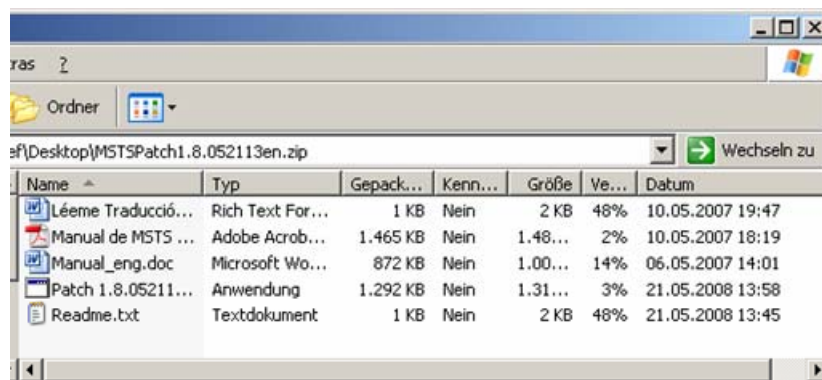 ras ?
Ordner
ef\Desktop\MSTSPatch1.8.052113en.zip Wechseln zu
Name Typ Gepack... Kenn... Größe Ve... Datum
Léeme Traducció... Rich Text For... 1 KB Nein 2 KB 48% 10.05.2007 19:47
Manual de MSTS ... Adobe Acrob... 1.465 KB Nein 1.48... 2% 10.05.2007 18:19
Manual_eng.doc Microsoft Wo... 872 KB Nein 1.00... 14% 06.05.2007 14:01
Patch 1.8.05211... Anwendung 1.292 KB Nein 1.31... 3% 21.05.2008 13:58
Readme.txt Textdokument 1 KB Nein 2 KB 48% 21.05.2008 13:45